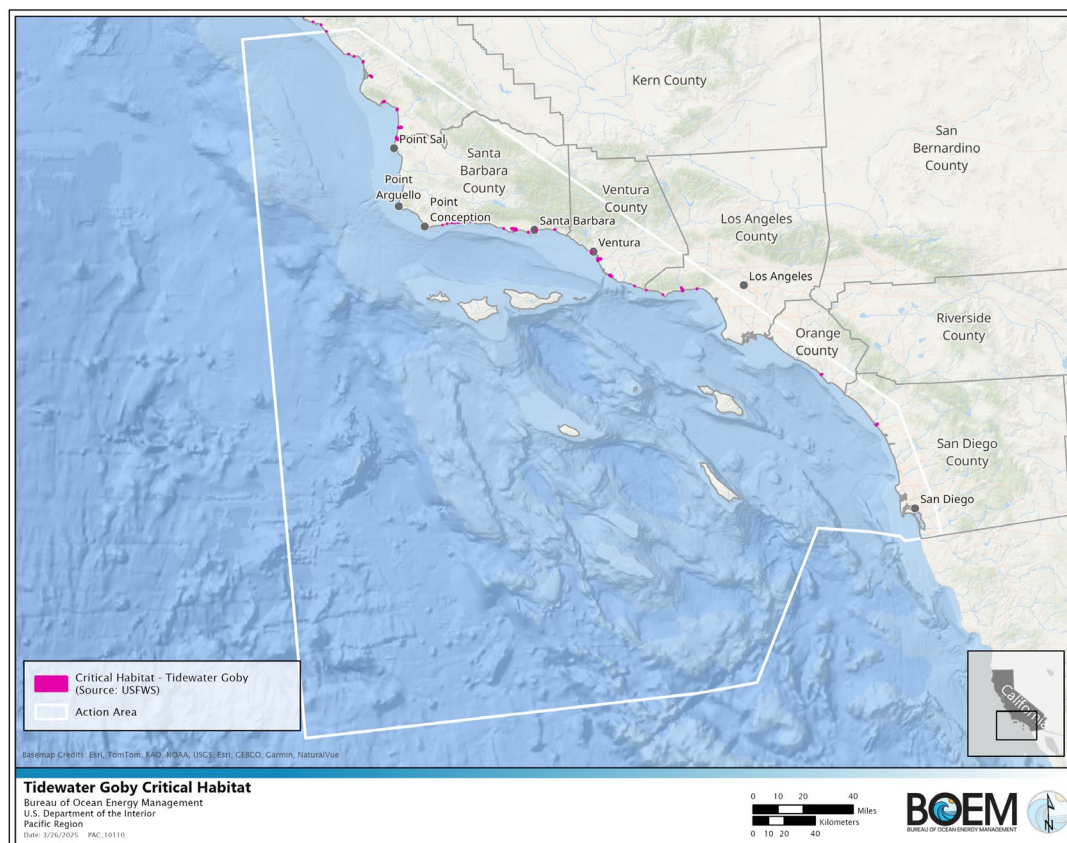 Kern County
San
Bernardino
County
Point Sal
Santa
Barbara
County
Point
Arguello
Point
Conception
Ventura
County
Los Angeles
County
Santa Barbara
Ventura
Los Angeles
Orange
County
Riverside
County
San Diego
County
San Diego
Critical Habitat - Tidewater Goby
(Source: USFWS)
Action Area
California
Basemap Credits: Esri, TomTom, FAO, NOAA, USGS, Esri, GEBCO, Garmin, NaturalVue
Tidewater Goby Critical Habitat
Bureau of Ocean Energy Management
U.S. Department of the Interior
Pacific Region
Date: 3/26/2025 PAC_10110
0 10 20 40
Miles
Kilometers
0 10 20 40
BOEM
BUREAU OF OCEAN ENERGY MANAGEMENT
N